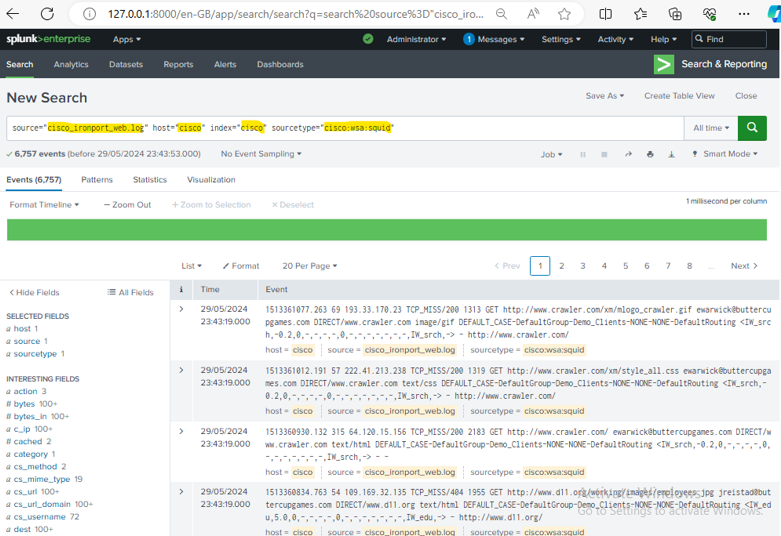 127.0.0.1:8000/en-GB/app/search/search?q=search%20source%3D"cisco_iro...
splunk>enterprise Apps ▾ Administrator ▾ 1 Messages ▾ Settings ▾ Activity ▾ Help ▾ Find
Search Analytics Datasets Reports Alerts Dashboards > Search & Reporting
New Search Save As ▾ Create Table View Close
source="cisco_ironport_web.log" host="cisco" index="cisco" sourcetype="cisco:wsa:squid" All time ▾
✓ 6,757 events (before 29/05/2024 23:43:53.000) No Event Sampling ▾ Job ▾ Smart Mode ▾
Events (6,757) Patterns Statistics Visualization
Format Timeline ▾ — Zoom Out + Zoom to Selection × Deselect 1 millisecond per column
List ▾ Format 20 Per Page ▾ < Prev 1 2 3 4 5 6 7 8 ... Next >
< Hide Fields All Fields i Time Event
SELECTED FIELDS
a host 1
a source 1
a sourcetype 1
INTERESTING FIELDS
a action 3
# bytes 100+
# bytes_in 100+
a c_ip 100+
# cached 2
a category 1
a cs_method 2
a cs_mime_type 19
a cs_url 100+
a cs_url_domain 100+
a cs_username 72
a dest 100+
> 29/05/2024 23:43:19.000
1513361077.263 69 193.33.170.23 TCP_MISS/200 1313 GET http://www.crawler.com/xm/mlogo_crawler.gif ewarwick@buttercu
pgames.com DIRECT/www.crawler.com image/gif DEFAULT_CASE-DefaultGroup-Demo_Clients-NONE-NONE-DefaultRouting <IW_src
h,-0.2,0,-,-,-,-,0,-,-,-,-,-,-,-,IW_srch,-> - http://www.crawler.com/
host = cisco source = cisco_ironport_web.log sourcetype = cisco:wsa:squid
> 29/05/2024 23:43:19.000
1513361012.191 57 222.41.213.238 TCP_MISS/200 1319 GET http://www.crawler.com/xm/style_all.css ewarwick@buttercupga
mes.com DIRECT/www.crawler.com text/css DEFAULT_CASE-DefaultGroup-Demo_Clients-NONE-NONE-DefaultRouting <IW_srch,-
0.2,0,-,-,-,-,0,-,-,-,-,-,-,-,IW_srch,-> - http://www.crawler.com/
host = cisco source = cisco_ironport_web.log sourcetype = cisco:wsa:squid
> 29/05/2024 23:43:19.000
1513360930.132 315 64.120.15.156 TCP_MISS/200 2183 GET http://www.crawler.com/ ewarwick@buttercupgames.com DIRECT/w
ww.crawler.com text/html DEFAULT_CASE-DefaultGroup-Demo_Clients-NONE-NONE-DefaultRouting <IW_srch,-0.2,0,-,-,-,-,0,
-,-,-,-,-,-,-,IW_srch,-> - -
host = cisco source = cisco_ironport_web.log sourcetype = cisco:wsa:squid
> 29/05/2024 23:43:19.000
1513360834.763 54 109.169.32.135 TCP_MISS/404 1955 GET http://www.d11.org/working/images/employees.jpg jreistad@but
tercupgames.com DIRECT/www.d11.org text/html DEFAULT_CASE-DefaultGroup-Demo_Clients-NONE-NONE-DefaultRouting <IW_
edu,5.0,0,-,-,-,-,0,-,-,-,-,-,-,-,IW_edu,-> - http://www.d11.org/
host = cisco source = cisco_ironport_web.log sourcetype = cisco:wsa:squid
Activate Windows
Go to Settings to activate Windows.